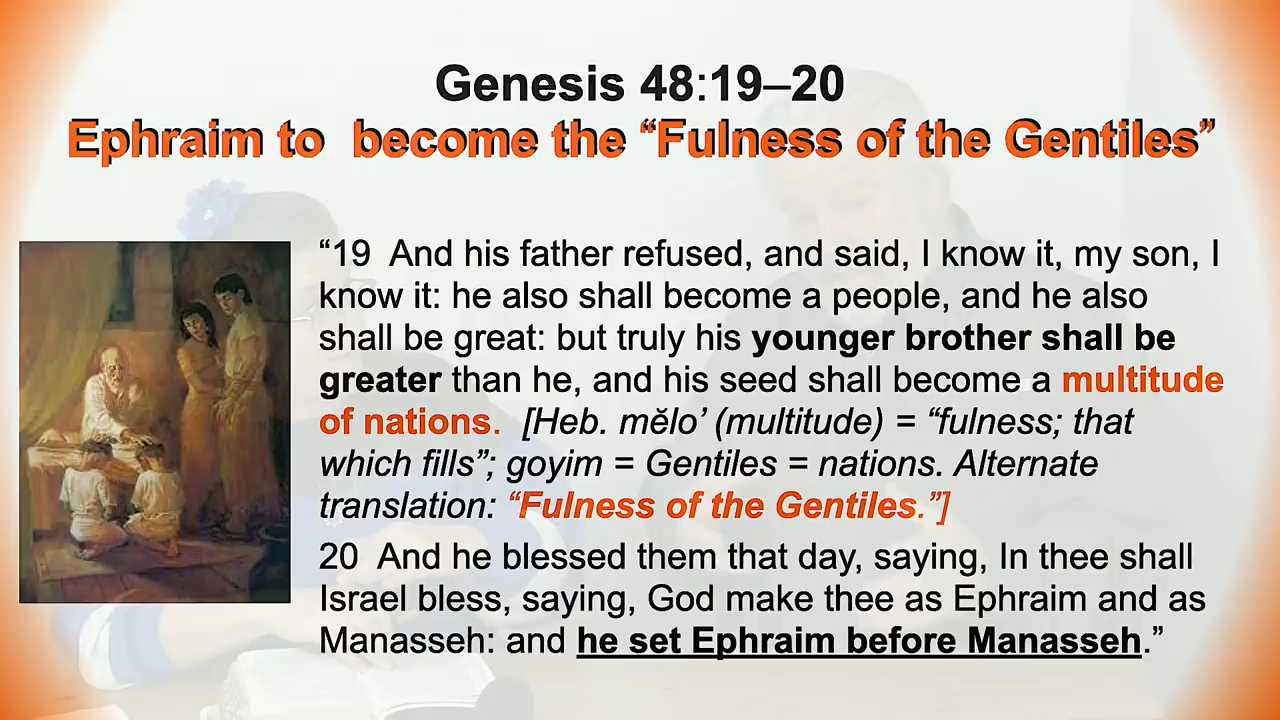 Genesis 48:19–20
Ephraim to become the “Fulness of the Gentiles”
“19 And his father refused, and said, I know it, my son, I
know it: he also shall become a people, and he also
shall be great: but truly his younger brother shall be
greater than he, and his seed shall become a multitude
of nations. [Heb. mĕlo’ (multitude) = “fulness; that
which fills”; goyim = Gentiles = nations. Alternate
translation: “Fulness of the Gentiles.”]
20 And he blessed them that day, saying, In thee shall
Israel bless, saying, God make thee as Ephraim and as
Manasseh: and he set Ephraim before Manasseh.”